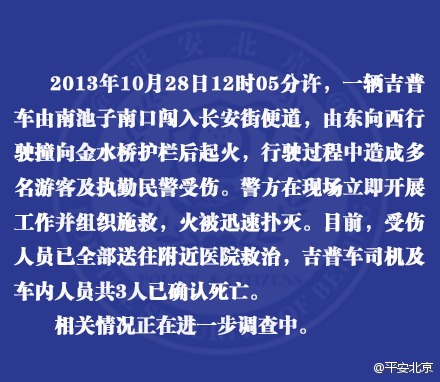 2013年10月28日12时05分许，一辆吉普
车由南池子南口闯入长安街便道，由东向西行
驶撞向金水桥护栏后起火，行驶过程中造成多
名游客及执勤民警受伤。警方在现场立即开展
工作并组织施救，火被迅速扑灭。目前，受伤
人员已全部送往附近医院救治，吉普车司机及
车内人员共3人已确认死亡。
相关情况正在进一步调查中。
@平安北京